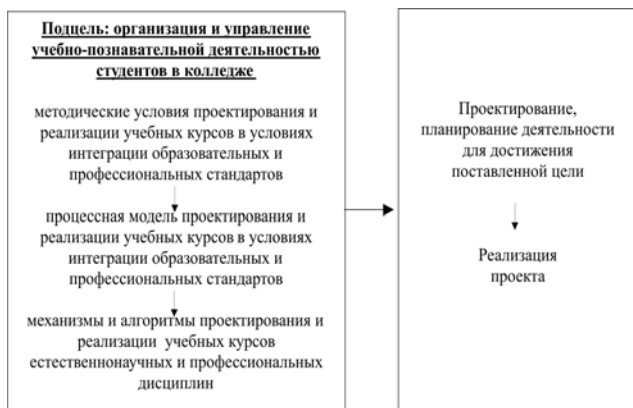 Подцель: организация и управление
учебно-познавательной деятельностью
студентов в колледже
методические условия проектирования и
реализации учебных курсов в условиях
интеграции образовательных и
профессиональных стандартов
процессная модель проектирования и
реализации учебных курсов в условиях
интеграции образовательных и
профессиональных стандартов
механизмы и алгоритмы проектирования и
реализации учебных курсов
естественнонаучных и профессиональных
дисциплин
Проектирование,
планирование деятельности
для достижения
поставленной цели
Реализация
проекта